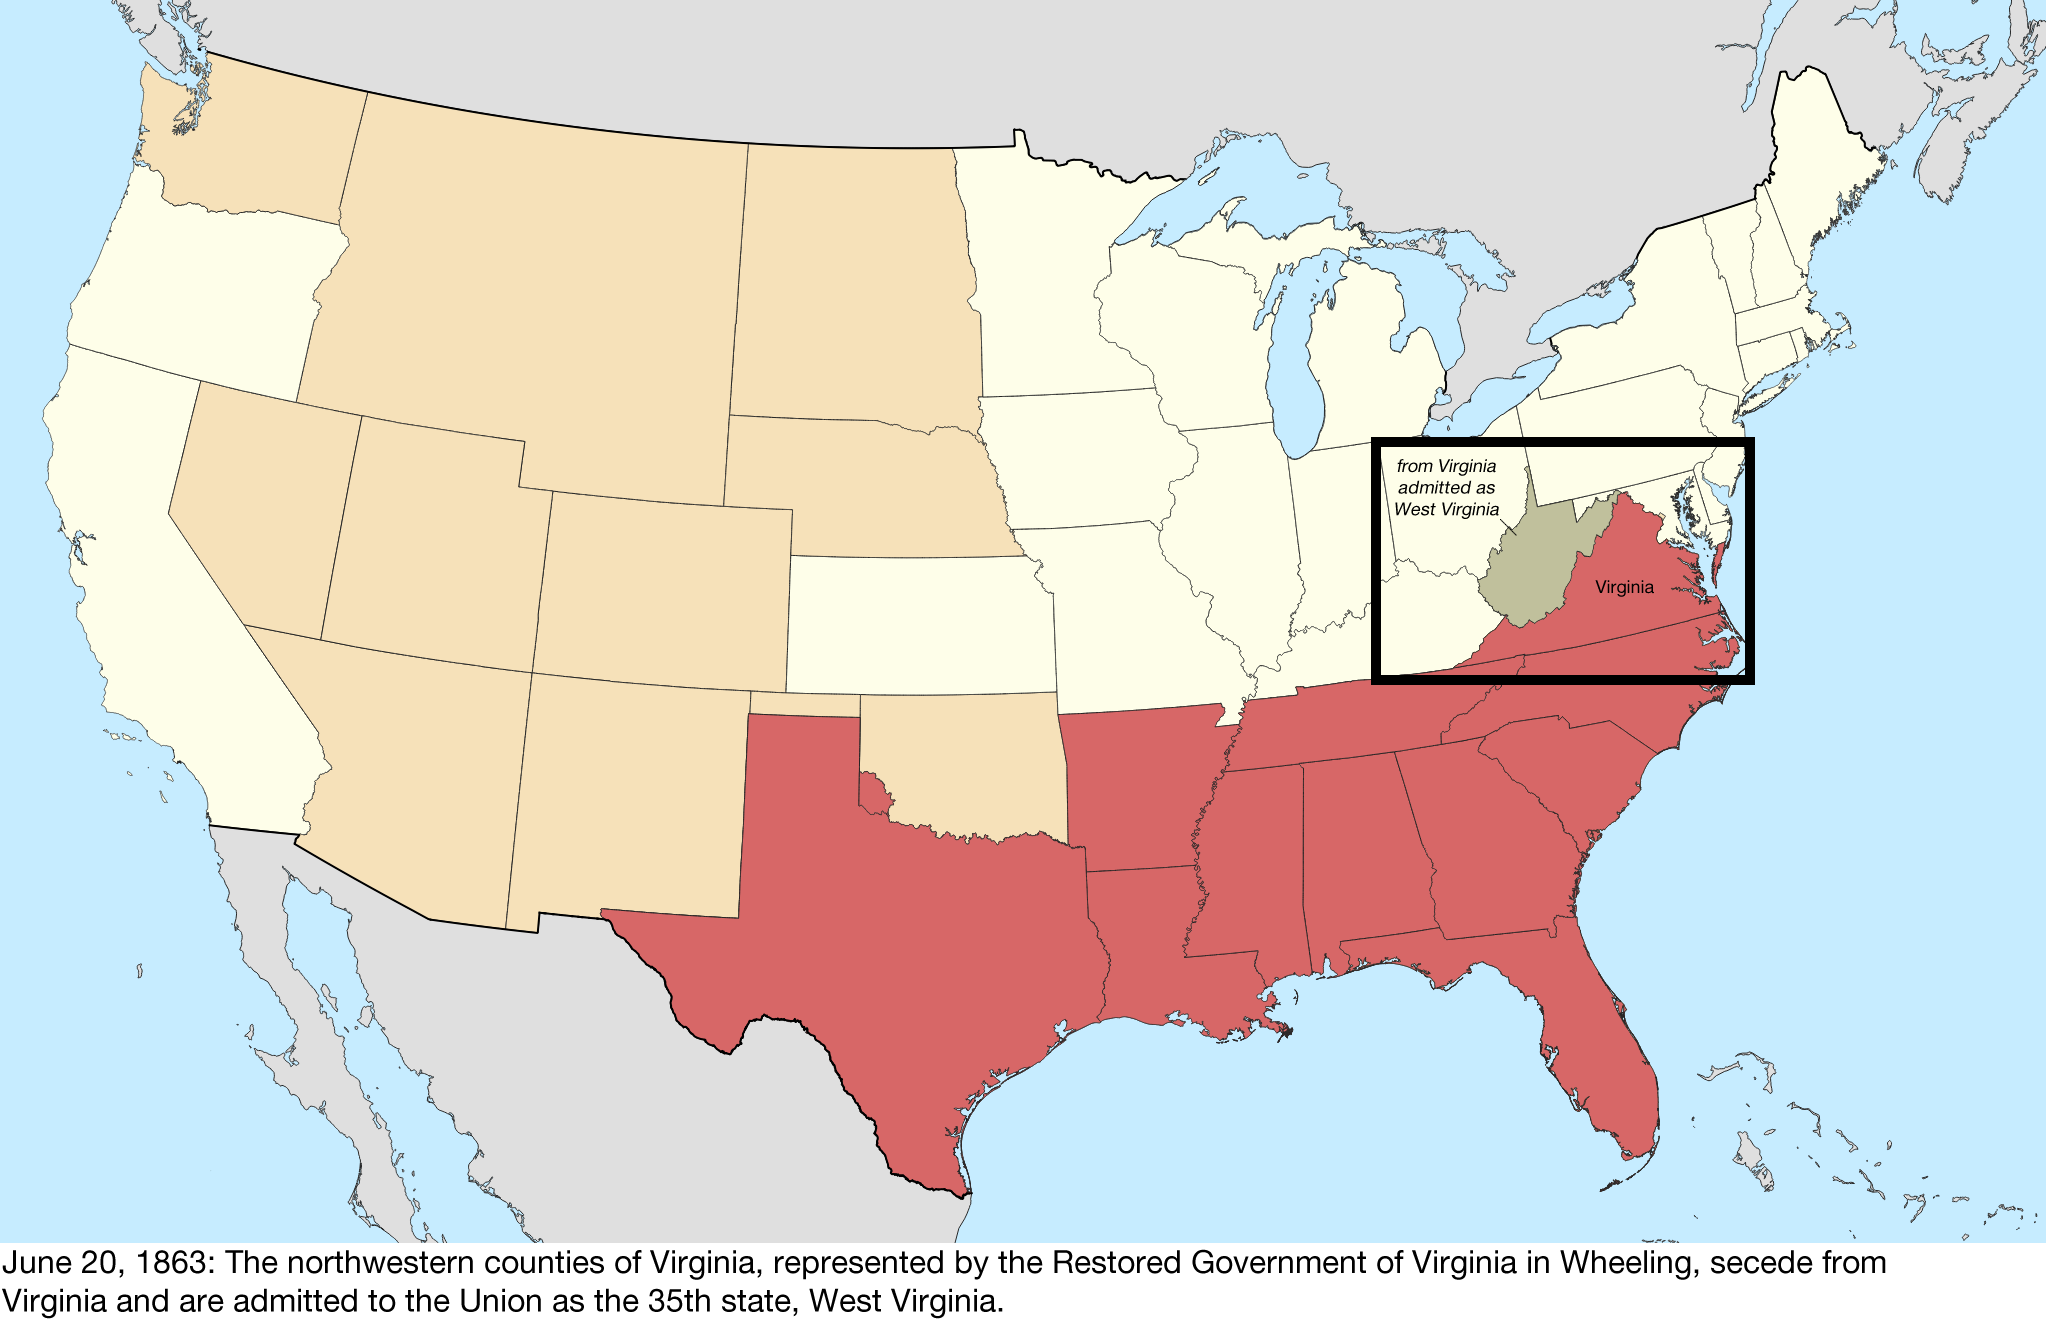 from Virginia
admitted as
West Virginia
Virginia
June 20, 1863: The northwestern counties of Virginia, represented by the Restored Government of Virginia in Wheeling, secede from
Virginia and are admitted to the Union as the 35th state, West Virginia.